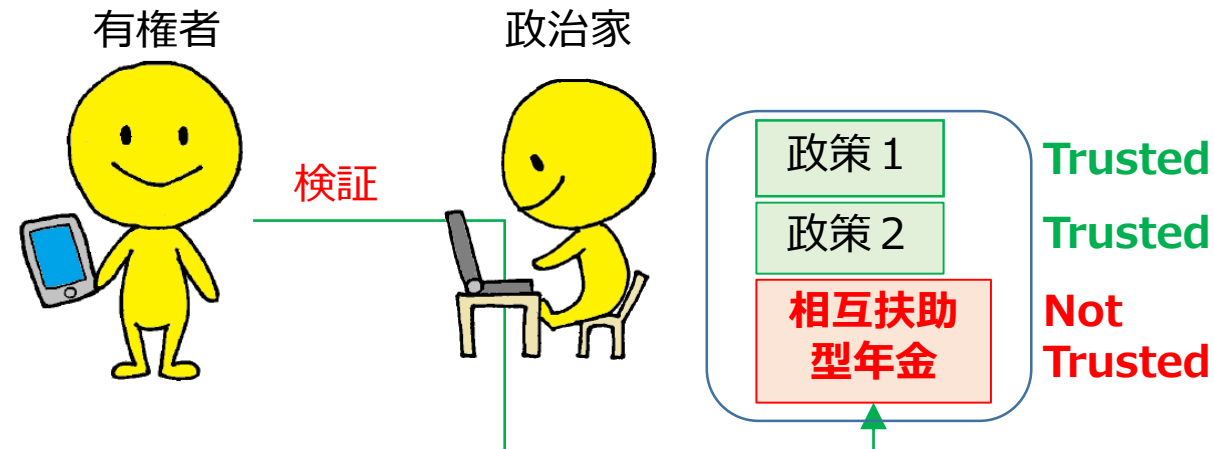 有権者
政治家
検証
政策１
Trusted
政策２
Trusted
相互扶助
型年金
Not
Trusted